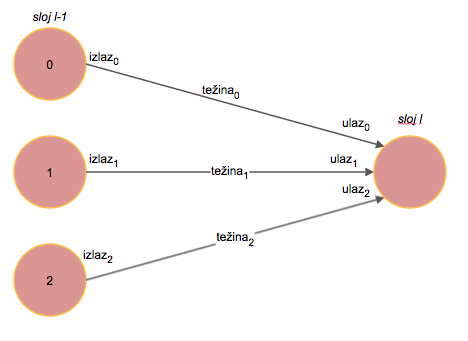 sloj l-1
0
izlaz₀
težina₀
ulaz₀
sloj l
1
izlaz₁
težina₁
ulaz₁
ulaz₂
2
izlaz₂
težina₂